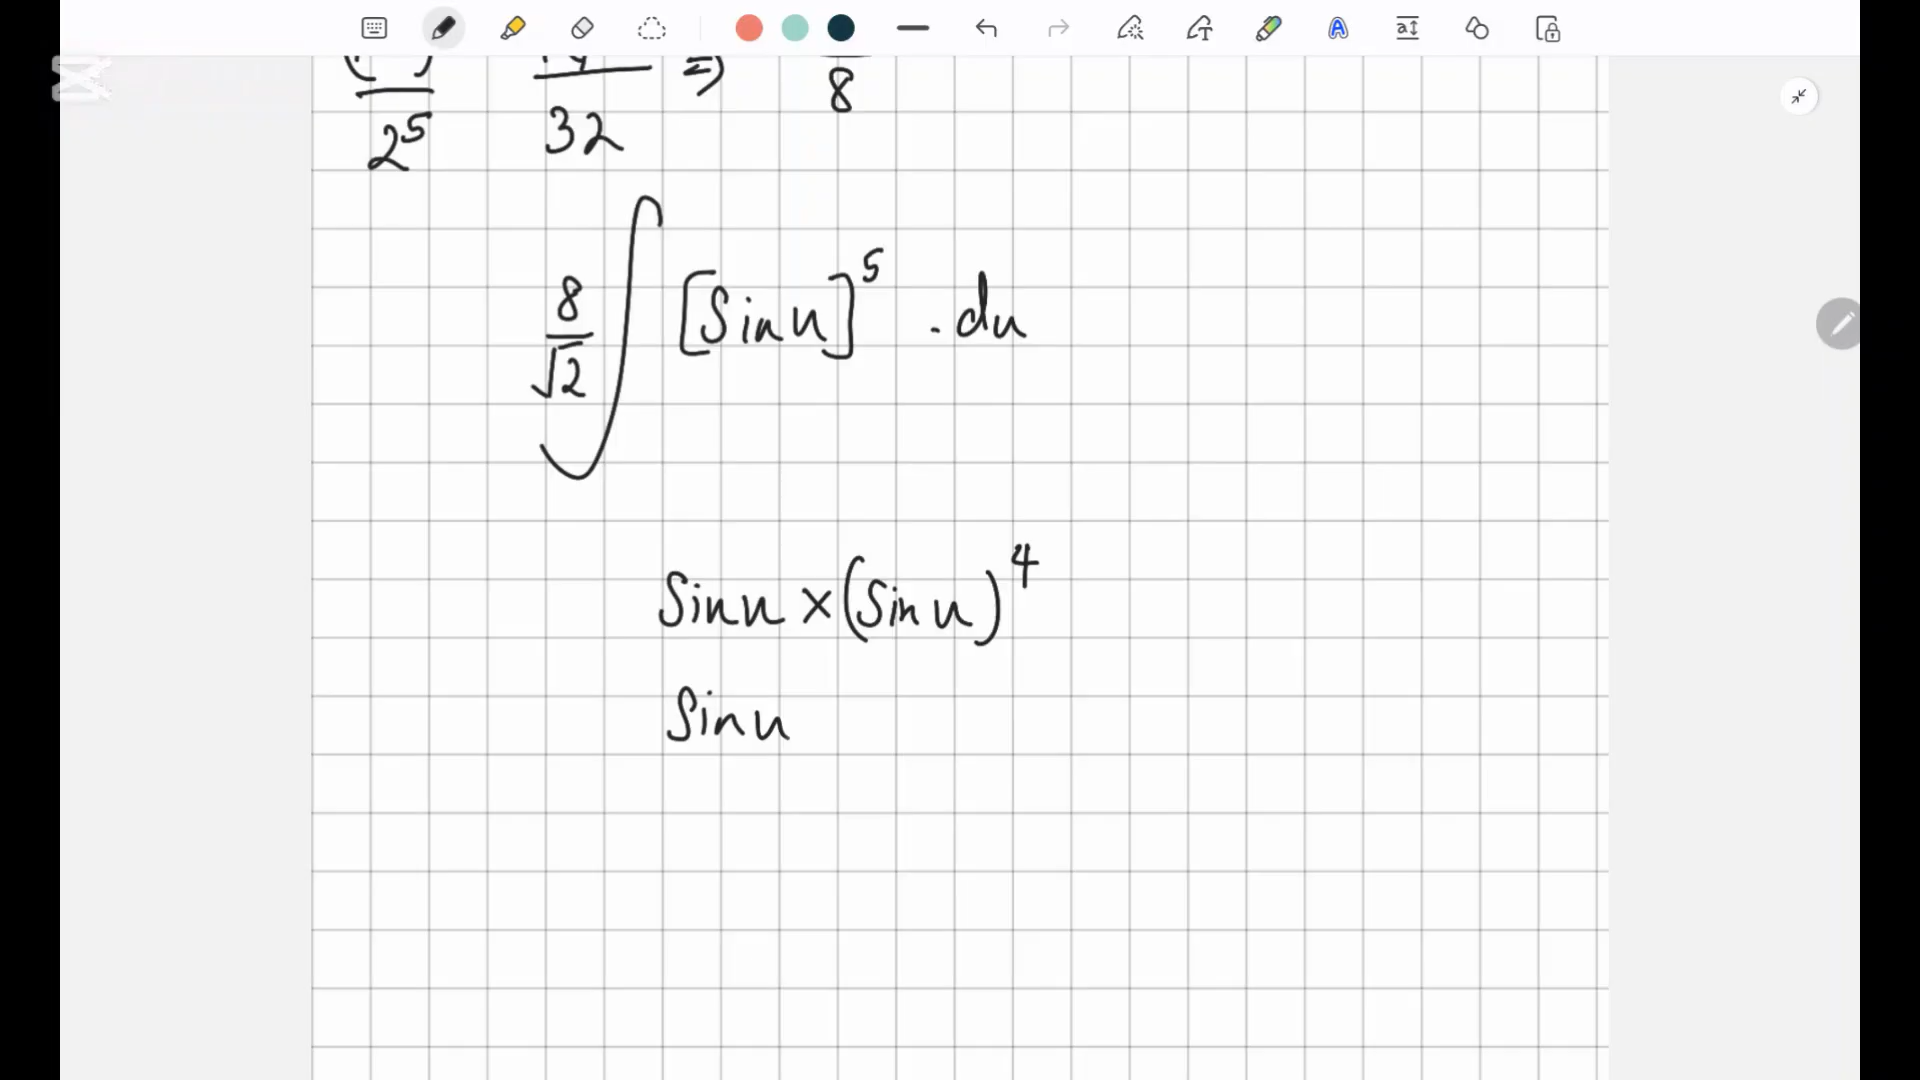 2⁵ 32 ⇒ 8
8/√2 ∫ [Sin u]⁵ . du
Sin u × (Sin u)⁴
Sin u